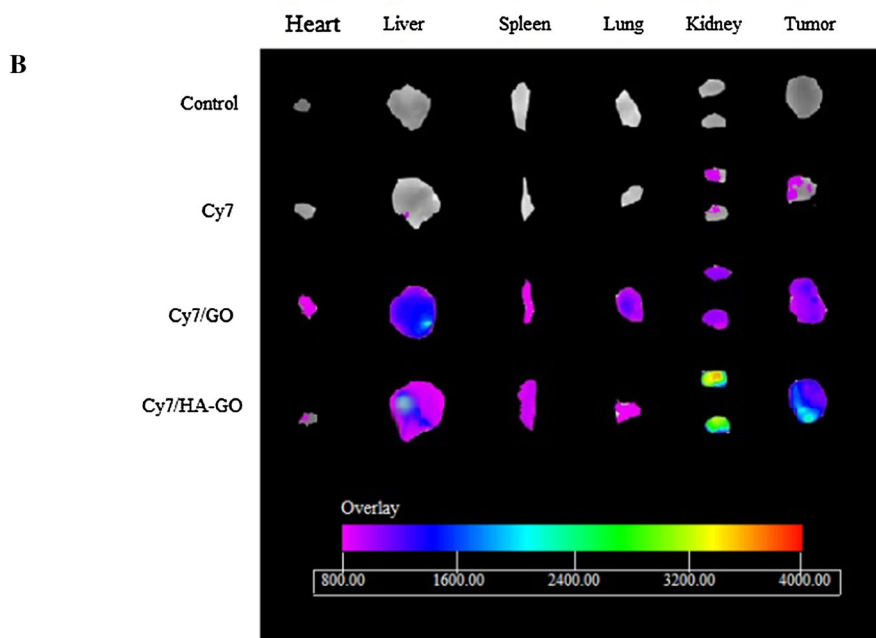 Heart Liver Spleen Lung Kidney Tumor
B
Control
Cy7
Cy7/GO
Cy7/HA-GO
Overlay
800.00 1600.00 2400.00 3200.00 4000.00